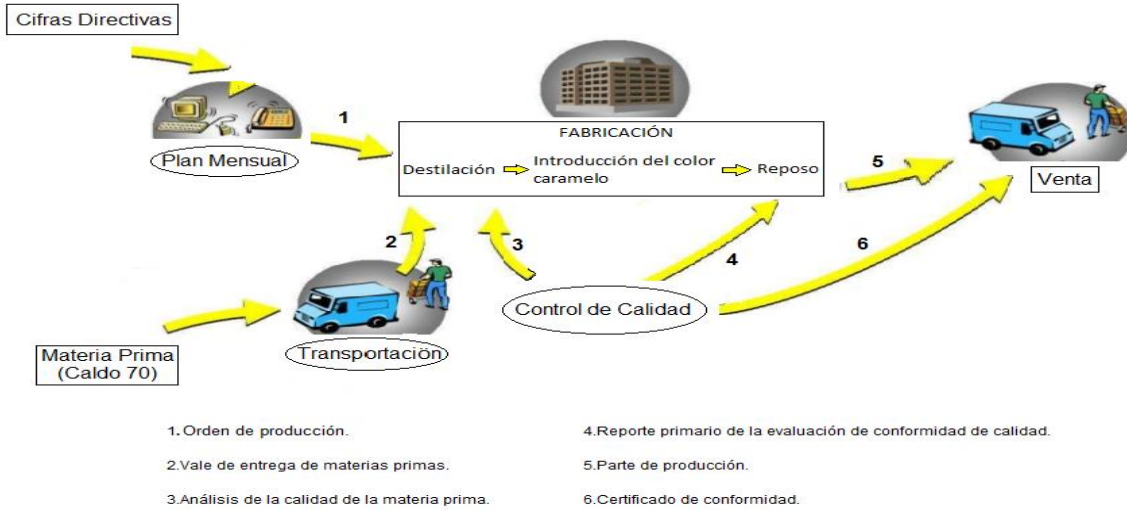 Cifras Directivas
1
Plan Mensual
FABRICACIÓN
Destilación
Introducción del color
caramelo
Reposo
5
Venta
2
3
4
6
Control de Calidad
Transportaciön
Materia Prima
(Caldo 70)
1.Orden de producción.
2.Vale de entrega de materias primas.
3.Análisis de la calidad de la materia prima.
4.Reporte primario de la evaluación de conformidad de calidad.
5.Parte de producción.
6.Certificado de conformidad.